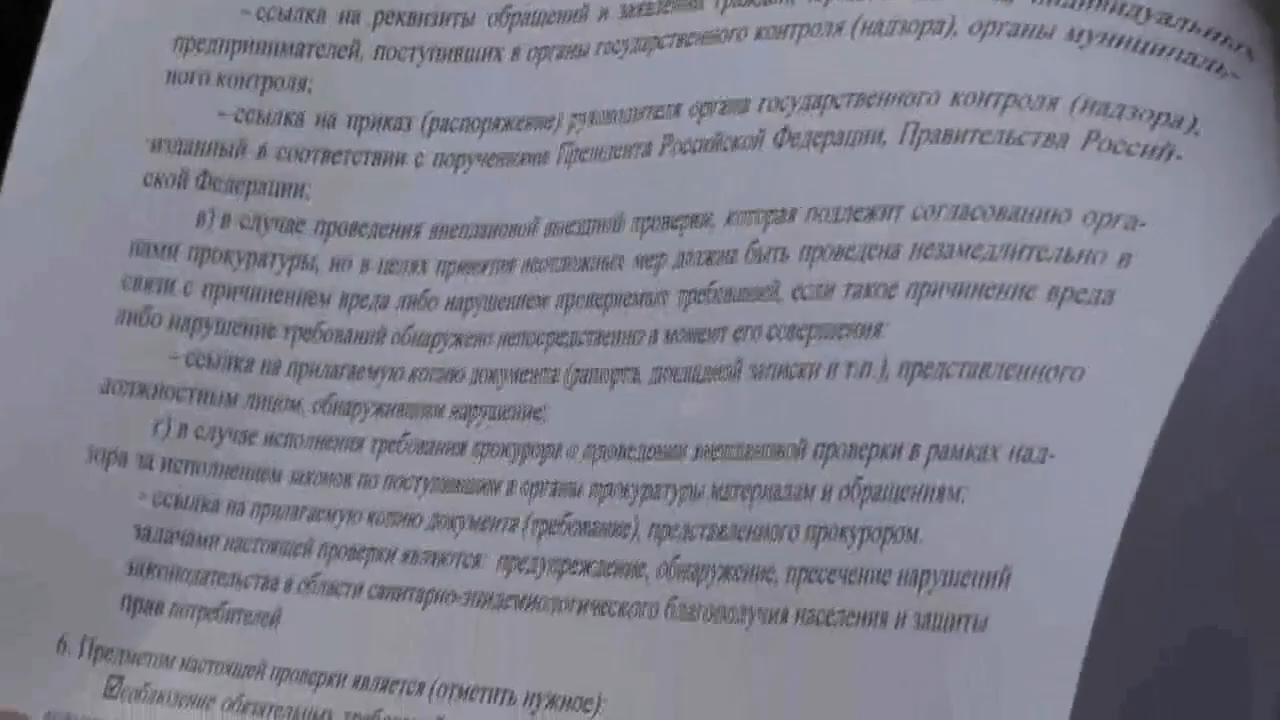 – ссылка на реквизиты обращений и заявлений граждан, индивидуальных
предпринимателей, поступивших в органы государственного контроля (надзора), органы муниципаль-
ного контроля;
– ссылка на приказ (распоряжение) руководителя органа государственного контроля (надзора),
изданный в соответствии с поручениями Президента Российской Федерации, Правительства Россий-
ской Федерации;
в) в случае проведения внеплановой выездной проверки, которая подлежит согласованию орга-
нами прокуратуры, но в целях принятия неотложных мер должна быть проведена незамедлительно в
связи с причинением вреда либо нарушением проверяемых требований, если такое причинение вреда
либо нарушение требований обнаружено непосредственно в момент его совершения:
– ссылка на прилагаемую копию документа (рапорта, докладной записки и т.п.), представленного
должностным лицом, обнаружившим нарушение;
г) в случае исполнения требования прокурора о проведении внеплановой проверки в рамках над-
зора за исполнением законов по поступившим в органы прокуратуры материалам и обращениям:
- ссылка на прилагаемую копию документа (требование), представленного прокурором.
задачами настоящей проверки являются: предупреждение, обнаружение, пресечение нарушений
законодательства в области санитарно-эпидемиологического благополучия населения и защиты
прав потребителей
6. Предметом настоящей проверки является (отметить нужное):
☑соблюдение обязательных требований